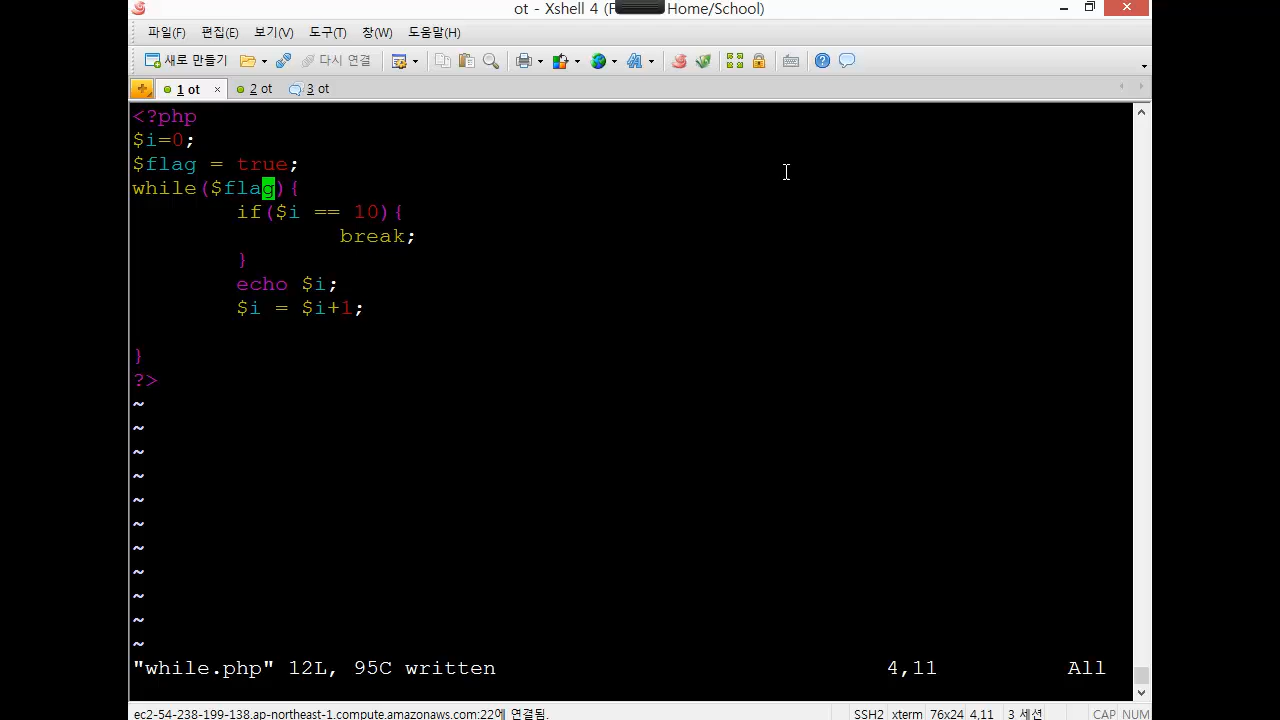 ot - Xshell 4 (F Home/School)
파일(F) 편집(E) 보기(V) 도구(T) 창(W) 도움말(H)
새로 만들기 다시 연결
1 ot × 2 ot 3 ot
<?php
$i=0;
$flag = true;
while($flag){
if($i == 10){
break;
}
echo $i;
$i = $i+1;
}
?>
~
~
~
~
~
~
~
~
~
~
~
"while.php" 12L, 95C written 4,11 All
ec2-54-238-199-138.ap-northeast-1.compute.amazonaws.com:22에 연결됨. SSH2 xterm 76x24 4,11 3 세션 CAP NUM